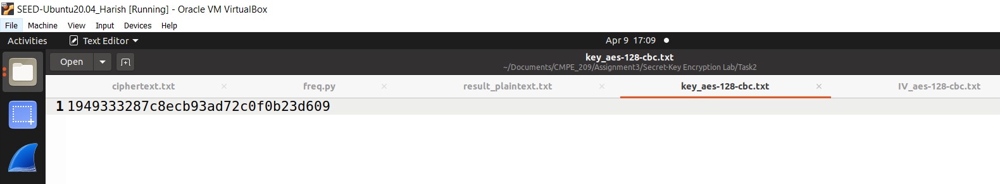 SEED-Ubuntu20.04_Harish [Running] - Oracle VM VirtualBox
File Machine View Input Devices Help
Activities Text Editor Apr 9 17:09
Open key_aes-128-cbc.txt
~/Documents/CMPE_209/Assignment3/Secret-Key Encryption Lab/Task2
ciphertext.txt × freq.py × result_plaintext.txt × key_aes-128-cbc.txt × IV_aes-128-cbc.txt
1 1949333287c8ecb93ad72c0f0b23d609